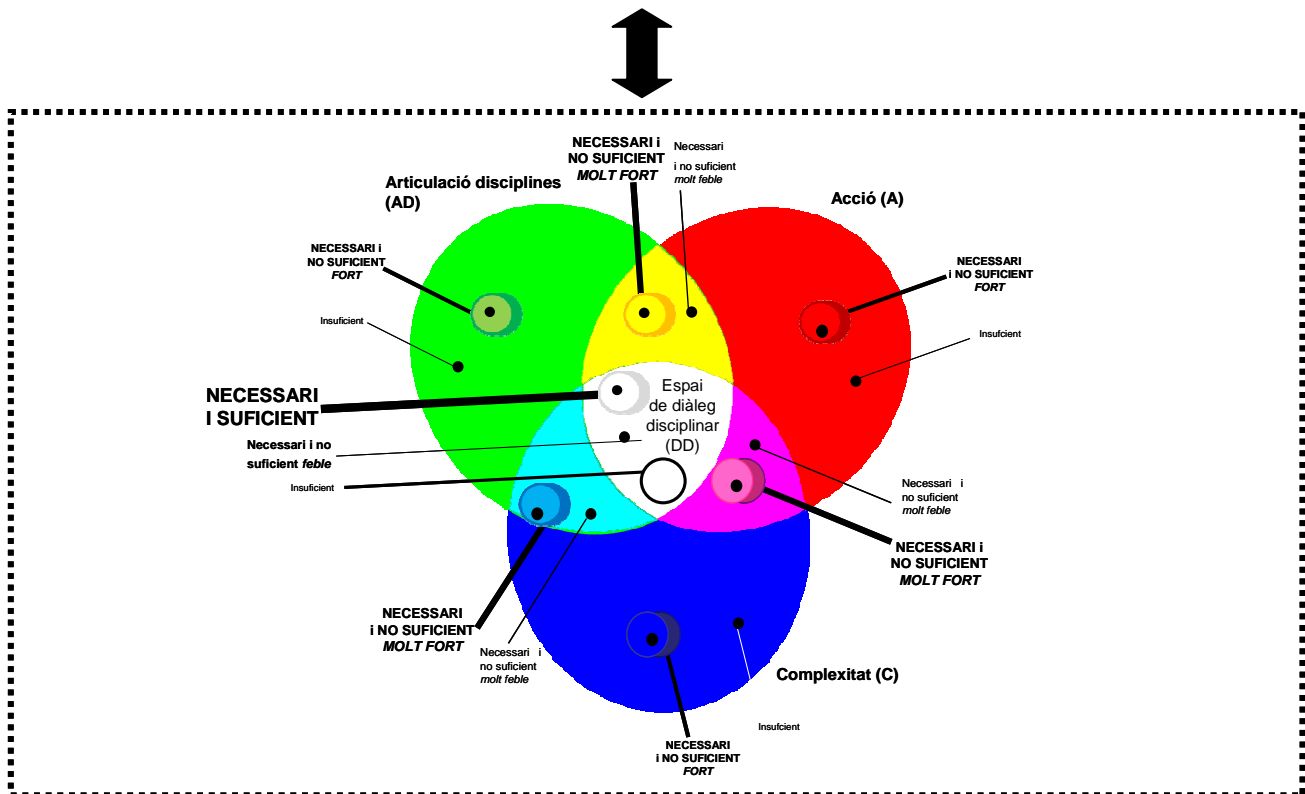 NECESSARI i
NO SUFICIENT
MOLT FORT
Necessari
i no suficient
molt feble
Articulació disciplines
(AD)
Acció (A)
NECESSARI i
NO SUFICIENT
FORT
NECESSARI
i NO SUFICIENT
FORT
Insuficient
Insufcient
NECESSARI
I SUFICIENT
Espai
de diàleg
disciplinar
(DD)
Necessari i no
suficient feble
Insuficient
Necessari i
no suficient
molt feble
NECESSARI i
NO SUFICIENT
MOLT FORT
NECESSARI
i NO SUFICIENT
MOLT FORT
Necessari i
no suficient
molt feble
Complexitat (C)
Insufcient
NECESSARI
i NO SUFICIENT
FORT